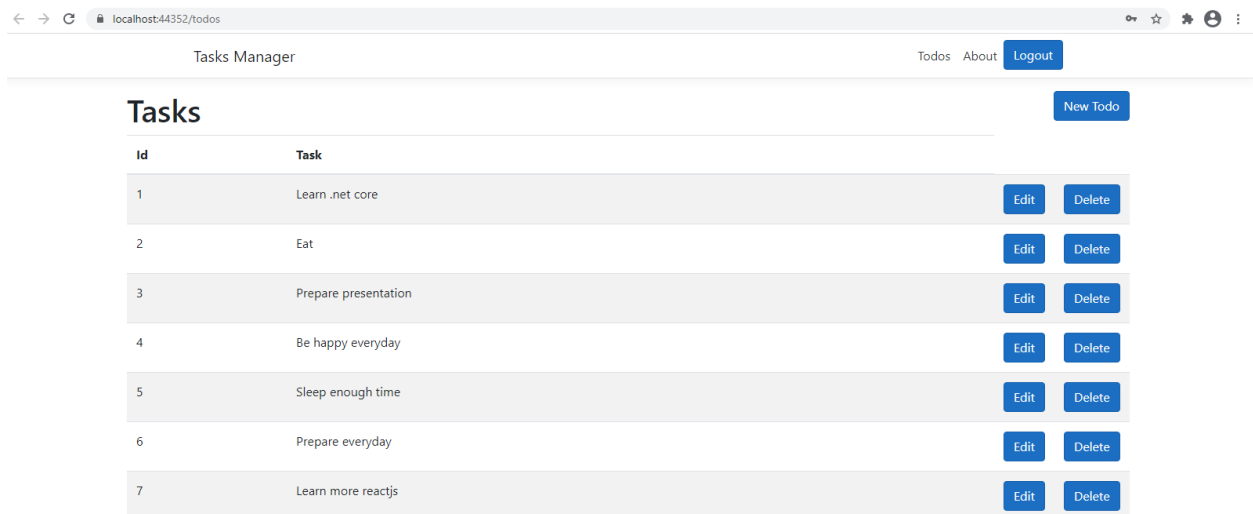 localhost:44352/todos
Tasks Manager Todos About Logout
Tasks New Todo
Id Task
1 Learn .net core Edit Delete
2 Eat Edit Delete
3 Prepare presentation Edit Delete
4 Be happy everyday Edit Delete
5 Sleep enough time Edit Delete
6 Prepare everyday Edit Delete
7 Learn more reactjs Edit Delete